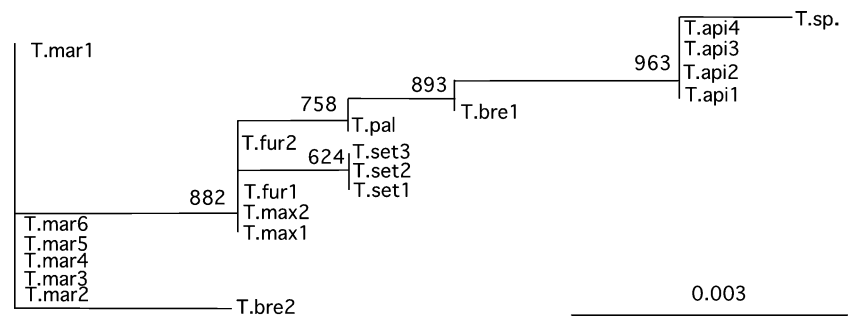 T.sp.
T.api4
T.mar1
T.api3
963
T.api2
893
T.api1
758
T.bre1
T.pal
T.fur2
624
T.set3
T.set2
882
T.fur1
T.set1
T.max2
T.mar6
T.max1
T.mar5
T.mar4
T.mar3
T.mar2
0.003
T.bre2